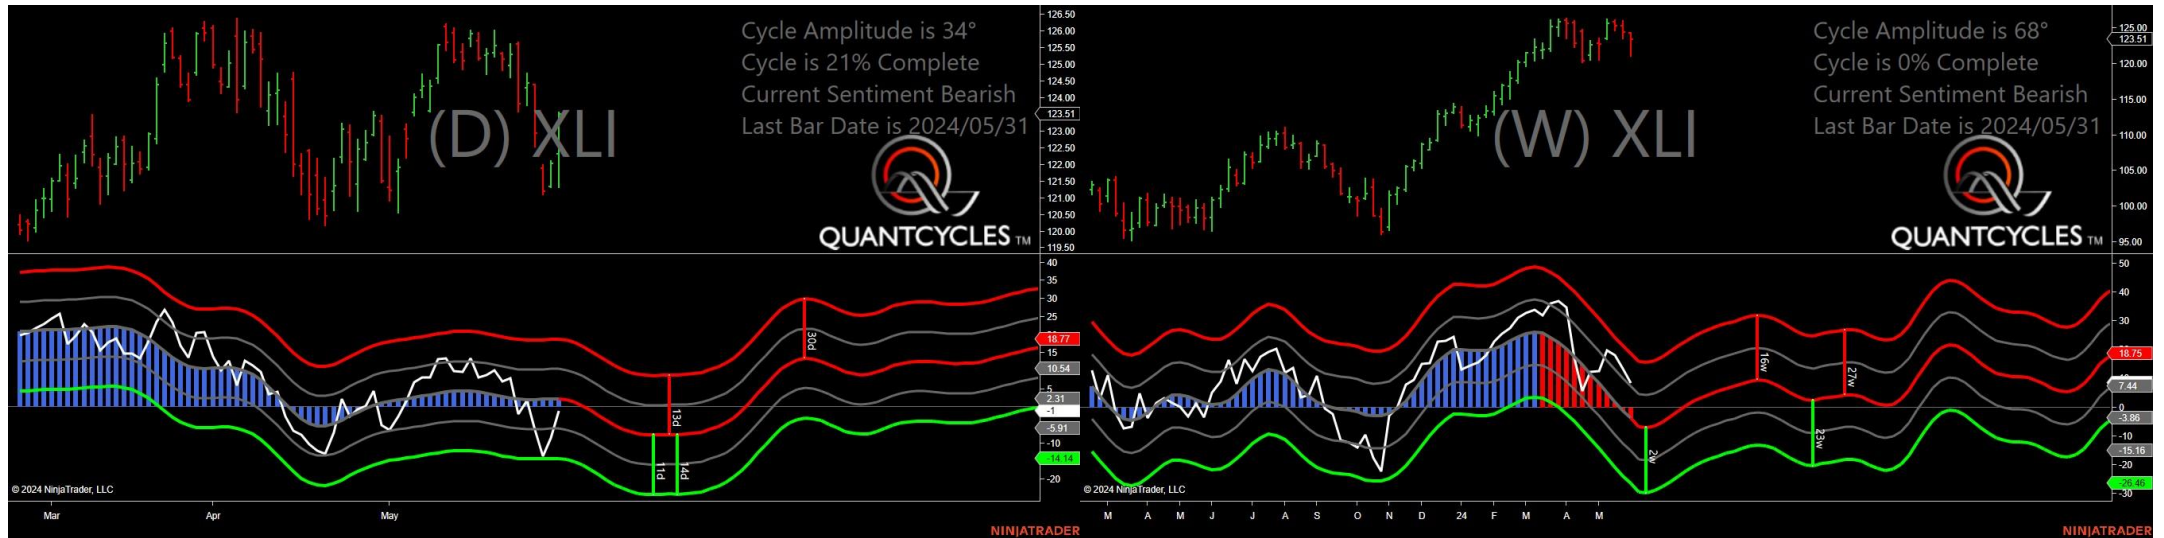 Cycle Amplitude is 34°
Cycle is 21% Complete
Current Sentiment Bearish
Last Bar Date is 2024/05/31
(D) XLI
QUANTCYCLES TM
126.50
126.00
125.50
125.00
124.50
124.00
123.51
123.00
122.50
122.00
121.50
121.00
120.50
120.00
119.50
40
35
30
25
18.77
15
10.54
5
2.31
-1
-5.91
-10
-14.14
-20
30d
13d
11d
14d
© 2024 NinjaTrader, LLC
Mar
Apr
May
NINJATRADER
Cycle Amplitude is 68°
Cycle is 0% Complete
Current Sentiment Bearish
Last Bar Date is 2024/05/31
(W) XLI
QUANTCYCLES TM
125.00
123.51
120.00
115.00
110.00
105.00
100.00
95.00
50
40
30
18.75
7.44
0
-3.86
-10
-15.16
-20
-26.46
-30
16w
27w
2w
23w
© 2024 NinjaTrader, LLC
M A M J J A S O N D 24 F M A M
NINJATRADER